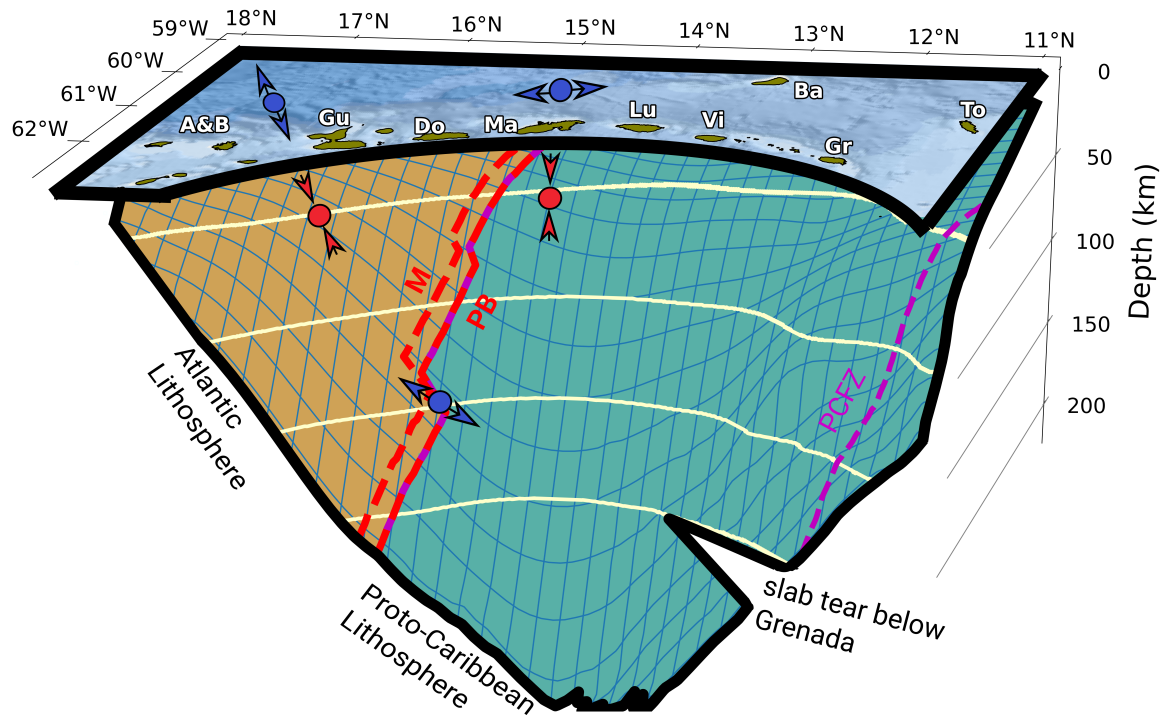 18°N 17°N 16°N 15°N 14°N 13°N 12°N 11°N
59°W
60°W
61°W
62°W
0
50
100
150
200
Depth (km)
A&B Gu Do Ma Lu Vi Ba Gr To
M
PB
PCFZ
Atlantic
Lithosphere
Proto-Caribbean
Lithosphere
slab tear below
Grenada